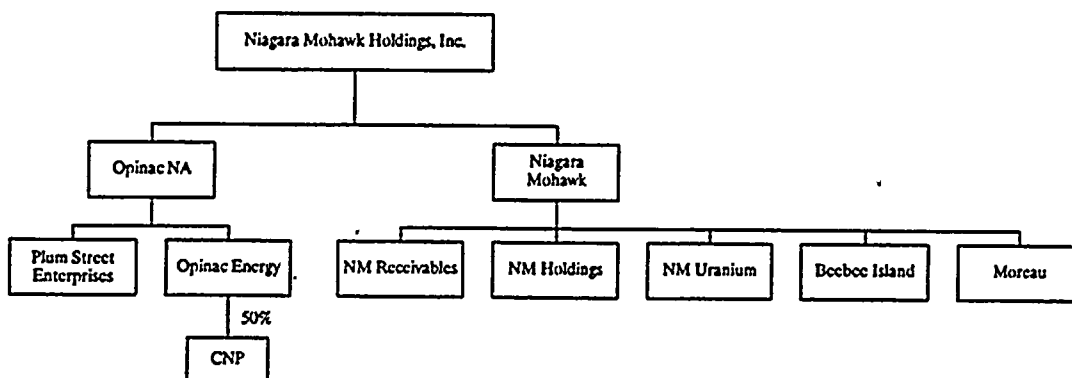 Niagara Mohawk Holdings, Inc.
Opinac NA
Niagara
Mohawk
Plum Street
Enterprises
Opinac Energy
NM Receivables
NM Holdings
NM Uranium
Beebee Island
Moreau
50%
CNP